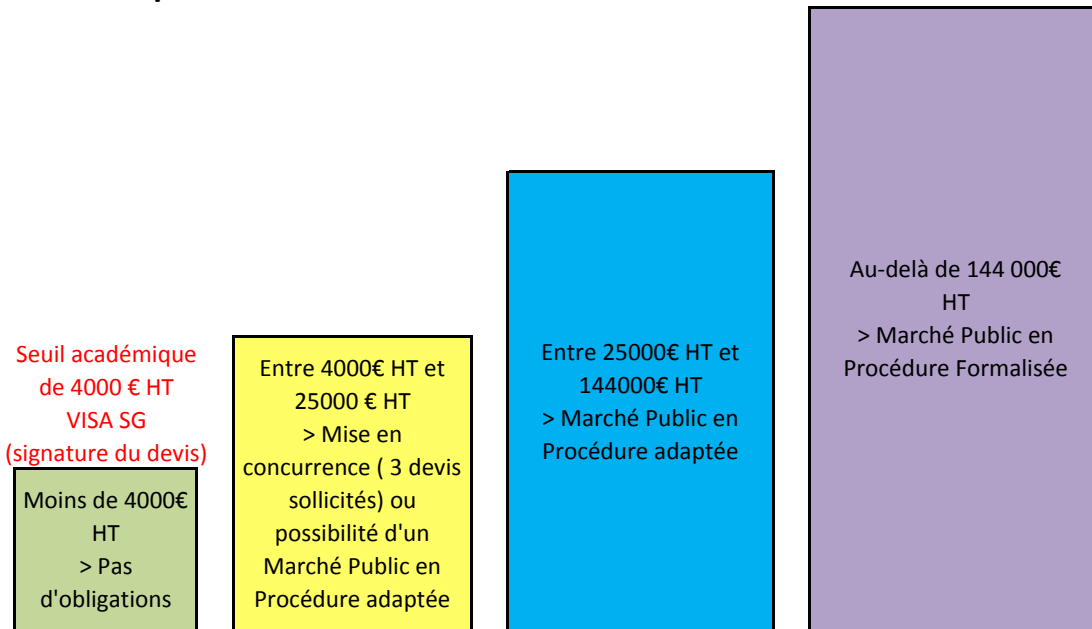 Seuil académique
de 4000 € HT
VISA SG
(signature du devis)
Moins de 4000€
HT
> Pas
d'obligations
Entre 4000€ HT et
25000 € HT
> Mise en
concurrence ( 3 devis
sollicités) ou
possibilité d'un
Marché Public en
Procédure adaptée
Entre 25000€ HT et
144000€ HT
> Marché Public en
Procédure adaptée
Au-delà de 144 000€
HT
> Marché Public en
Procédure Formalisée